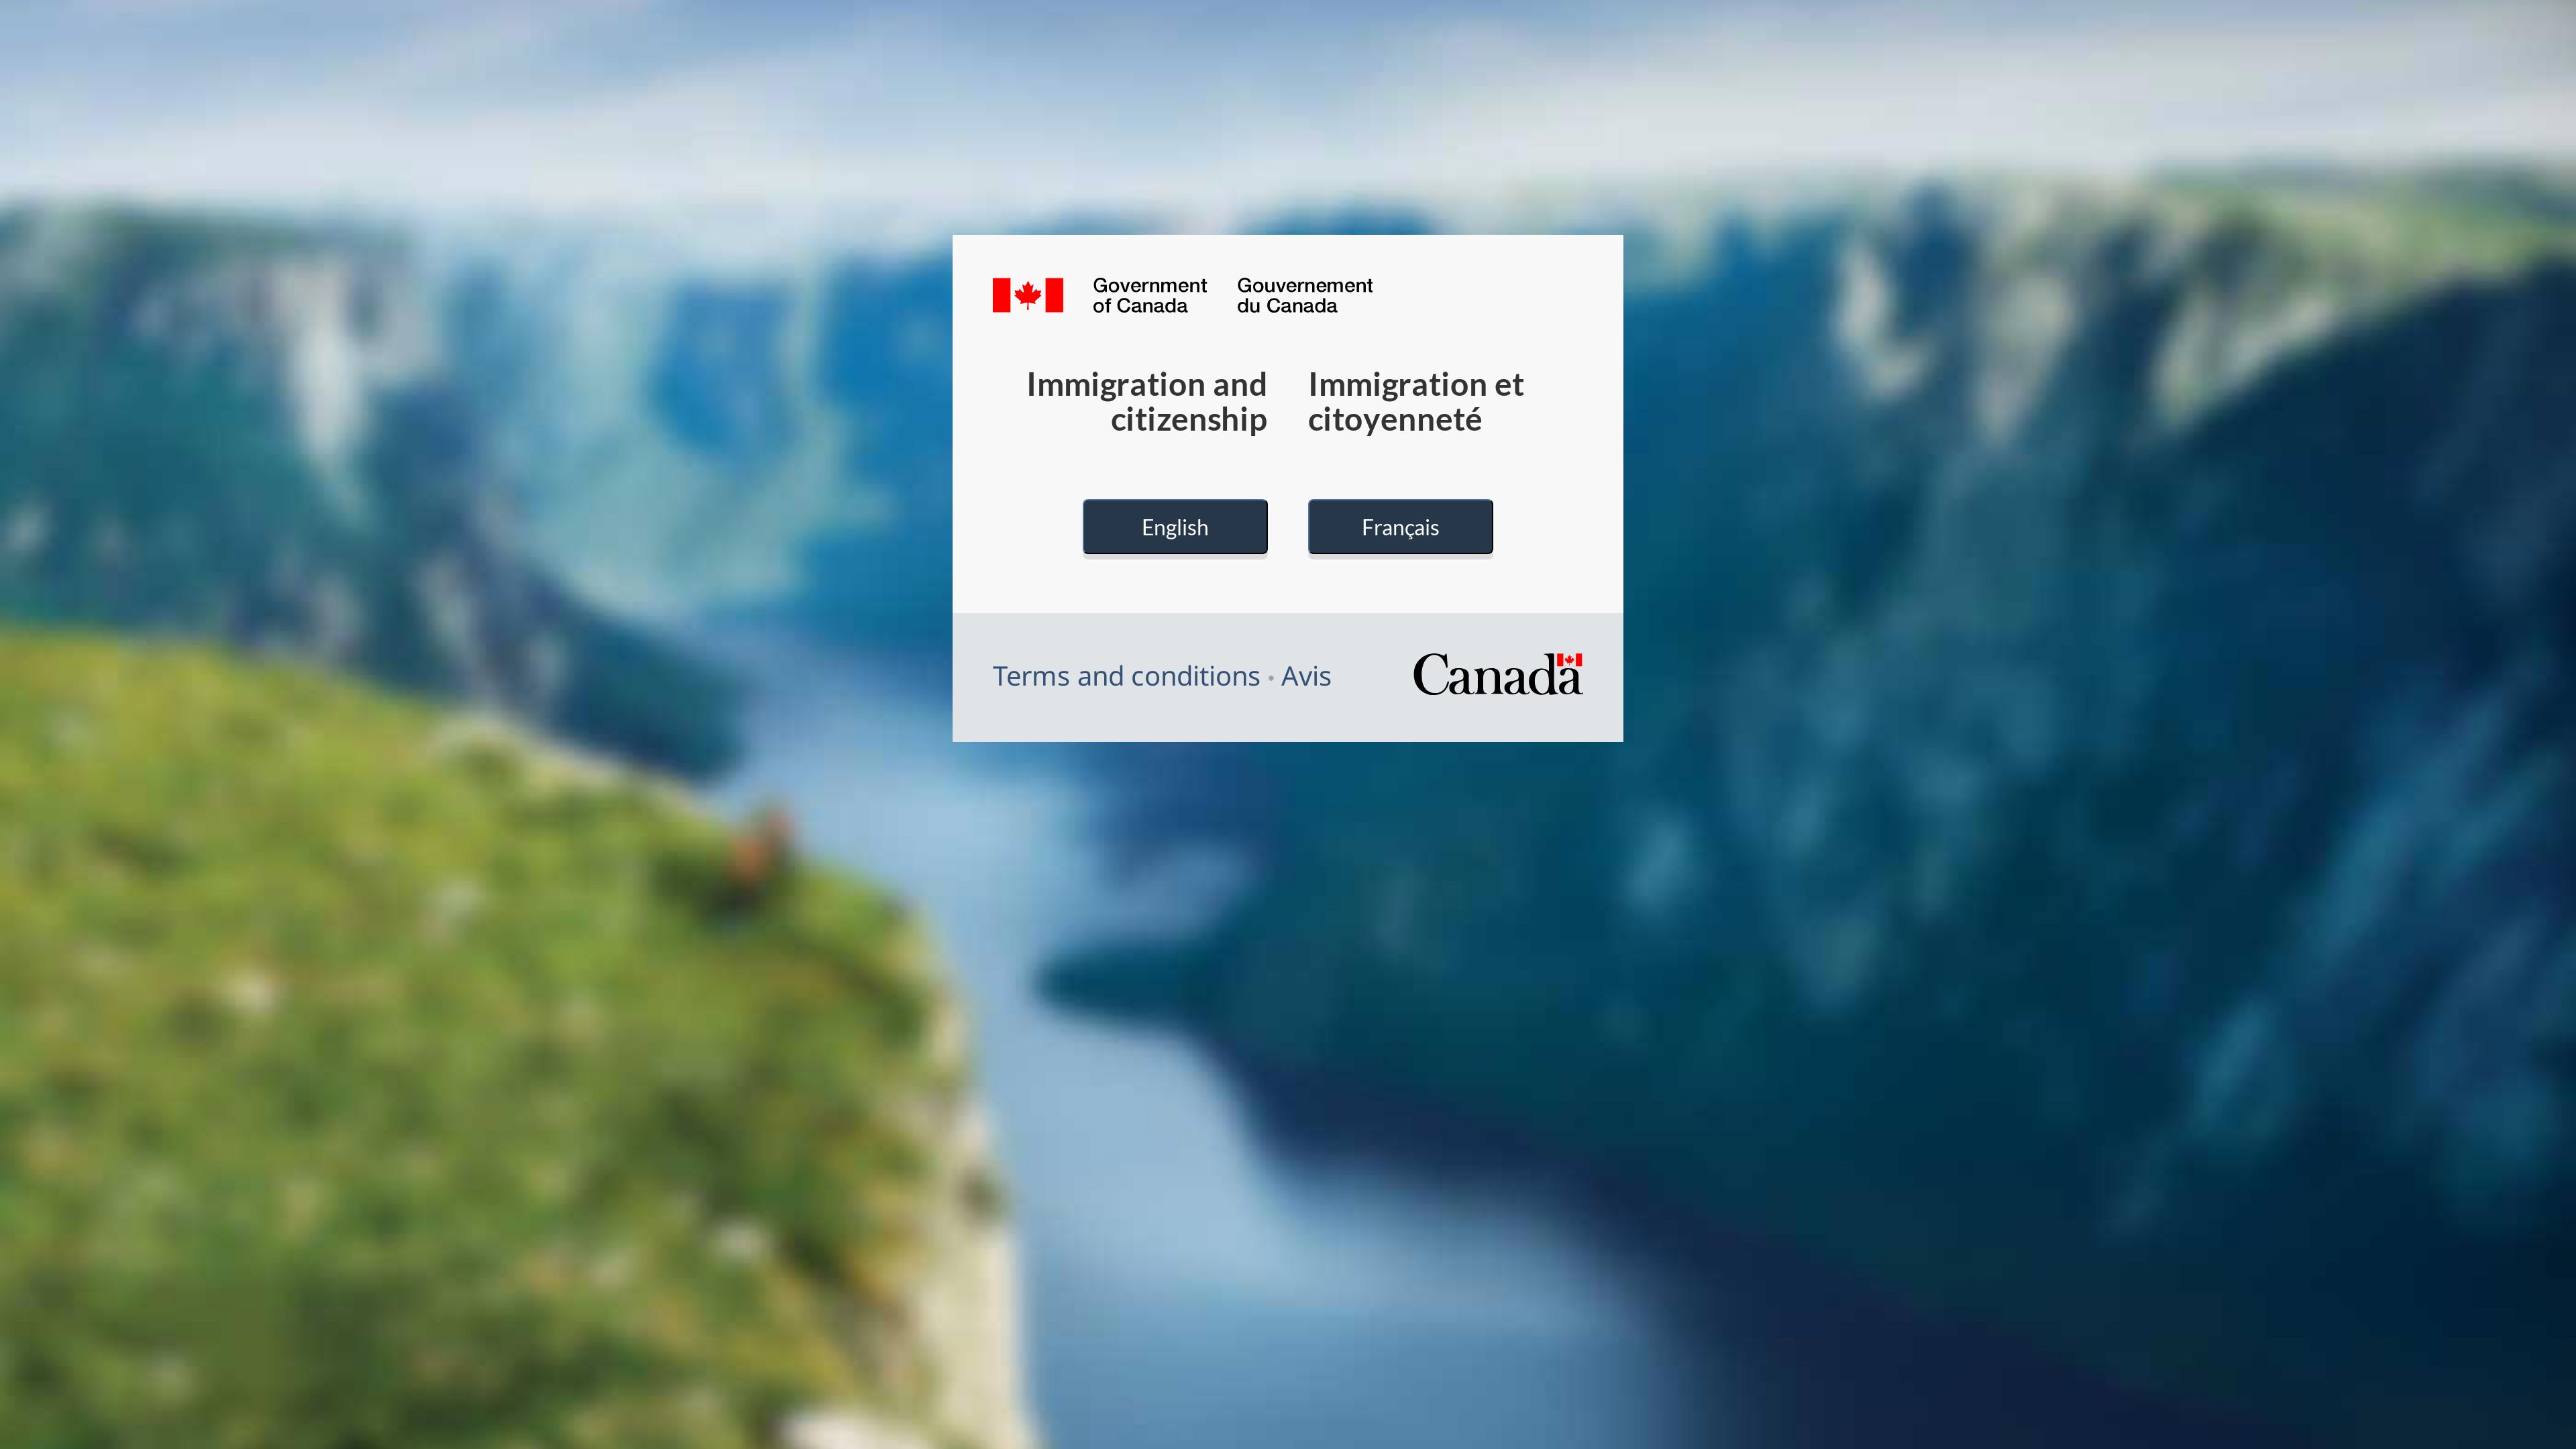 Government of Canada
Gouvernement du Canada
Immigration and citizenship
Immigration et citoyenneté
English
Français
Terms and conditions • Avis
Canada